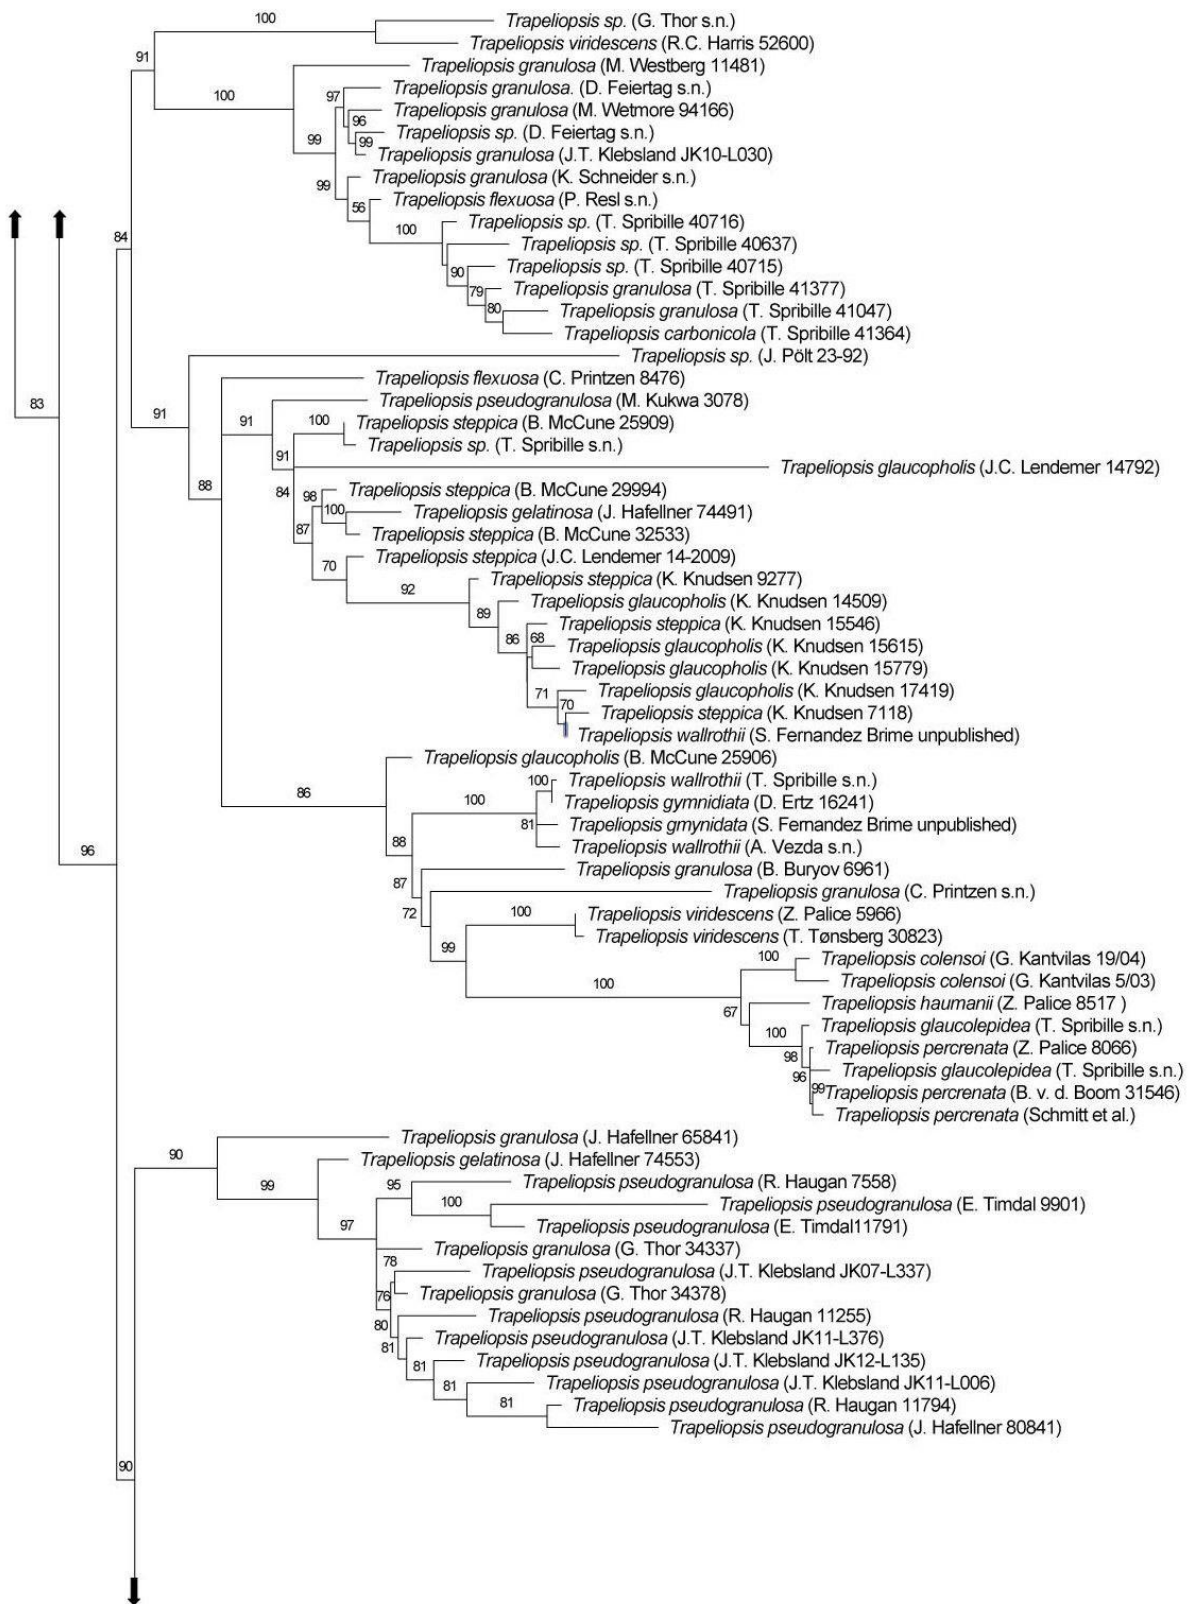 100
Trapeliopsis sp. (G. Thor s.n.)
Trapeliopsis viridescens (R.C. Harris 52600)
91
Trapeliopsis granulosa (M. Westberg 11481)
100
97
Trapeliopsis granulosa. (D. Feiertag s.n.)
Trapeliopsis granulosa (M. Wetmore 94166)
96
Trapeliopsis sp. (D. Feiertag s.n.)
99
99
Trapeliopsis granulosa (J.T. Klebsland JK10-L030)
99
Trapeliopsis granulosa (K. Schneider s.n.)
Trapeliopsis flexuosa (P. Resl s.n.)
56
Trapeliopsis sp. (T. Spribille 40716)
100
84
Trapeliopsis sp. (T. Spribille 40637)
Trapeliopsis sp. (T. Spribille 40715)
90
Trapeliopsis granulosa (T. Spribille 41377)
79
Trapeliopsis granulosa (T. Spribille 41047)
80
Trapeliopsis carbonicola (T. Spribille 41364)
Trapeliopsis sp. (J. Pölt 23-92)
Trapeliopsis flexuosa (C. Printzen 8476)
83
Trapeliopsis pseudogranulosa (M. Kukwa 3078)
91
91
100
Trapeliopsis steppica (B. McCune 25909)
Trapeliopsis sp. (T. Spribille s.n.)
91
Trapeliopsis glaucopholis (J.C. Lendemer 14792)
88
84
Trapeliopsis steppica (B. McCune 29994)
98
Trapeliopsis gelatinosa (J. Hafellner 74491)
100
87
Trapeliopsis steppica (B. McCune 32533)
Trapeliopsis steppica (J.C. Lendemer 14-2009)
70
Trapeliopsis steppica (K. Knudsen 9277)
92
Trapeliopsis glaucopholis (K. Knudsen 14509)
89
Trapeliopsis steppica (K. Knudsen 15546)
86
68
Trapeliopsis glaucopholis (K. Knudsen 15615)
Trapeliopsis glaucopholis (K. Knudsen 15779)
71
Trapeliopsis glaucopholis (K. Knudsen 17419)
70
Trapeliopsis steppica (K. Knudsen 7118)
Trapeliopsis wallrothii (S. Fernandez Brime unpublished)
Trapeliopsis glaucopholis (B. McCune 25906)
86
100
Trapeliopsis wallrothii (T. Spribille s.n.)
100
Trapeliopsis gymnidiata (D. Ertz 16241)
81
Trapeliopsis gmynidata (S. Fernandez Brime unpublished)
88
Trapeliopsis wallrothii (A. Vezda s.n.)
96
Trapeliopsis granulosa (B. Buryov 6961)
87
Trapeliopsis granulosa (C. Printzen s.n.)
72
100
Trapeliopsis viridescens (Z. Palice 5966)
Trapeliopsis viridescens (T. Tønsberg 30823)
99
100
Trapeliopsis colensoi (G. Kantvilas 19/04)
Trapeliopsis colensoi (G. Kantvilas 5/03)
100
Trapeliopsis haumanii (Z. Palice 8517 )
67
Trapeliopsis glaucolepidea (T. Spribille s.n.)
100
Trapeliopsis percrenata (Z. Palice 8066)
98
Trapeliopsis glaucolepidea (T. Spribille s.n.)
96
99
Trapeliopsis percrenata (B. v. d. Boom 31546)
Trapeliopsis percrenata (Schmitt et al.)
Trapeliopsis granulosa (J. Hafellner 65841)
90
Trapeliopsis gelatinosa (J. Hafellner 74553)
99
95
Trapeliopsis pseudogranulosa (R. Haugan 7558)
100
Trapeliopsis pseudogranulosa (E. Timdal 9901)
97
Trapeliopsis pseudogranulosa (E. Timdal11791)
Trapeliopsis granulosa (G. Thor 34337)
78
Trapeliopsis pseudogranulosa (J.T. Klebsland JK07-L337)
76
Trapeliopsis granulosa (G. Thor 34378)
80
Trapeliopsis pseudogranulosa (R. Haugan 11255)
81
Trapeliopsis pseudogranulosa (J.T. Klebsland JK11-L376)
81
Trapeliopsis pseudogranulosa (J.T. Klebsland JK12-L135)
81
Trapeliopsis pseudogranulosa (J.T. Klebsland JK11-L006)
81
Trapeliopsis pseudogranulosa (R. Haugan 11794)
Trapeliopsis pseudogranulosa (J. Hafellner 80841)
90